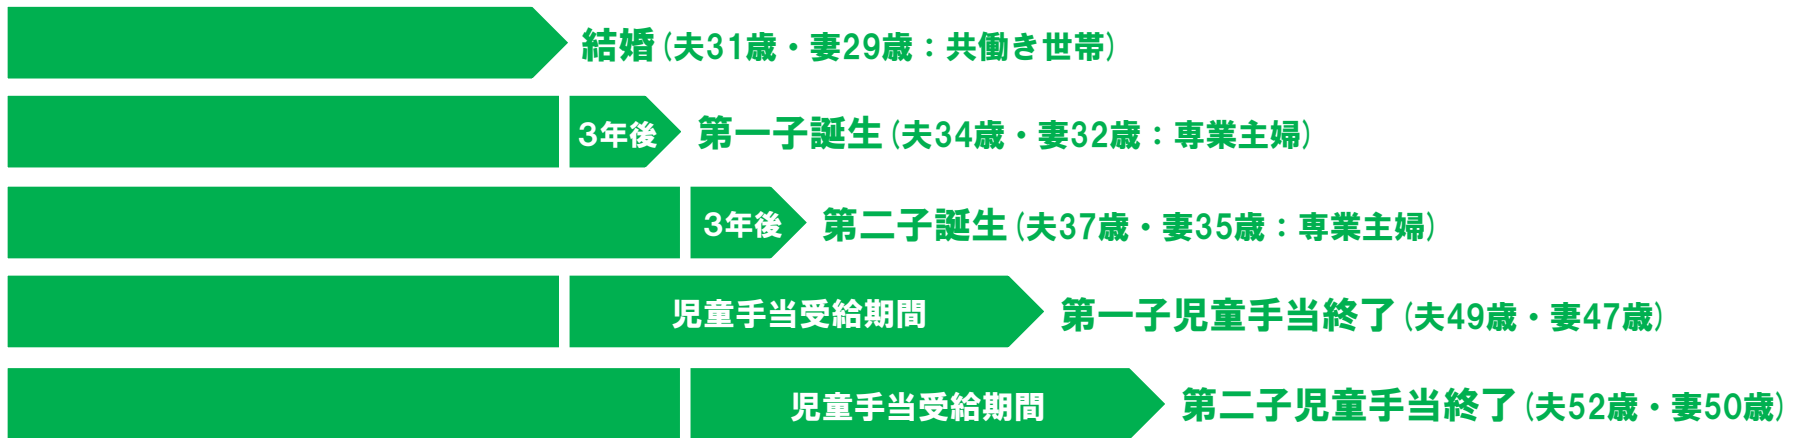 結婚(夫31歳・妻29歳:共働き世帯)
3年後 第一子誕生(夫34歳・妻32歳:専業主婦)
3年後 第二子誕生(夫37歳・妻35歳:専業主婦)
児童手当受給期間 第一子児童手当終了(夫49歳・妻47歳)
児童手当受給期間 第二子児童手当終了(夫52歳・妻50歳)